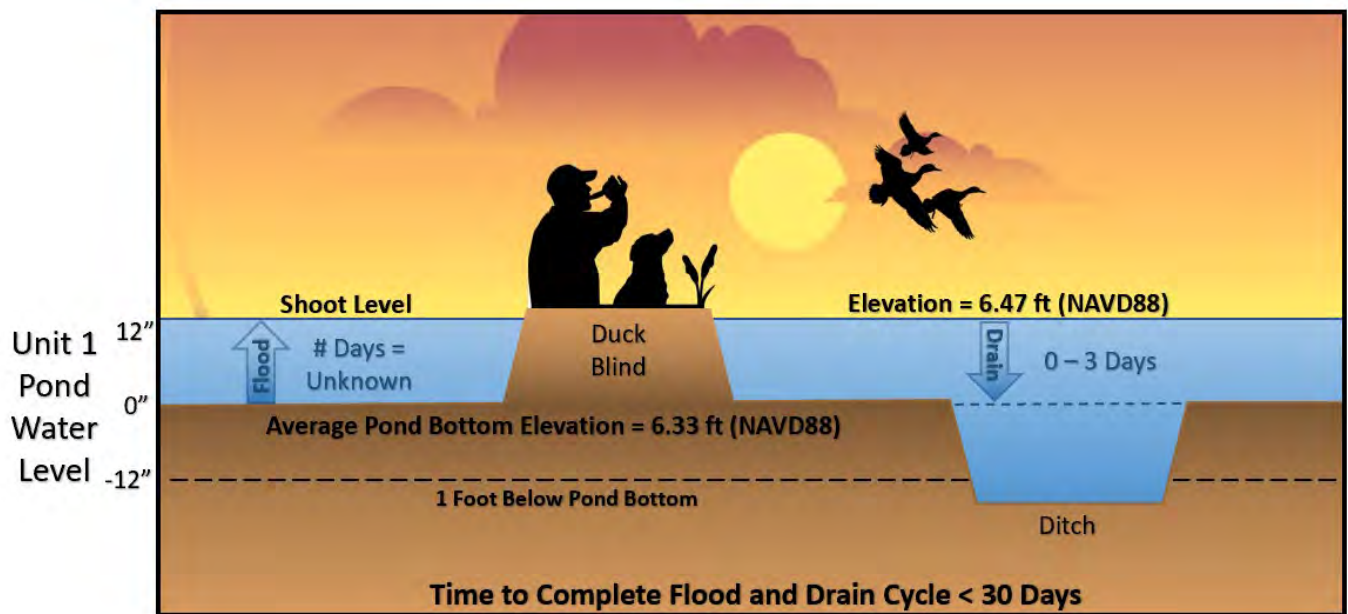 Shoot Level
Elevation = 6.47 ft (NAVD88)
Unit 1
Pond
Water
Level
12”
0”
-12”
Flood
# Days =
Unknown
Duck
Blind
Drain
0 – 3 Days
Average Pond Bottom Elevation = 6.33 ft (NAVD88)
1 Foot Below Pond Bottom
Ditch
Time to Complete Flood and Drain Cycle < 30 Days